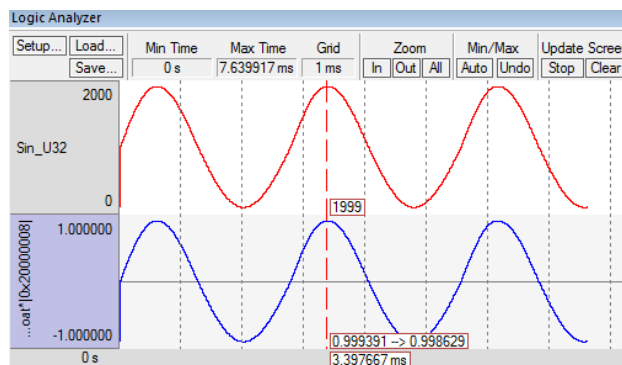 Logic Analyzer
Setup... Load... Min Time Max Time Grid Zoom Min/Max Update Scree
Save... 0 s 7.639917 ms 1 ms In Out All Auto Undo Stop Clear
2000
Sin_U32
0
1999
1.000000
...oat*[0x20000008]
-1.000000
0.999391 --> 0.998629
0 s 3.397667 ms